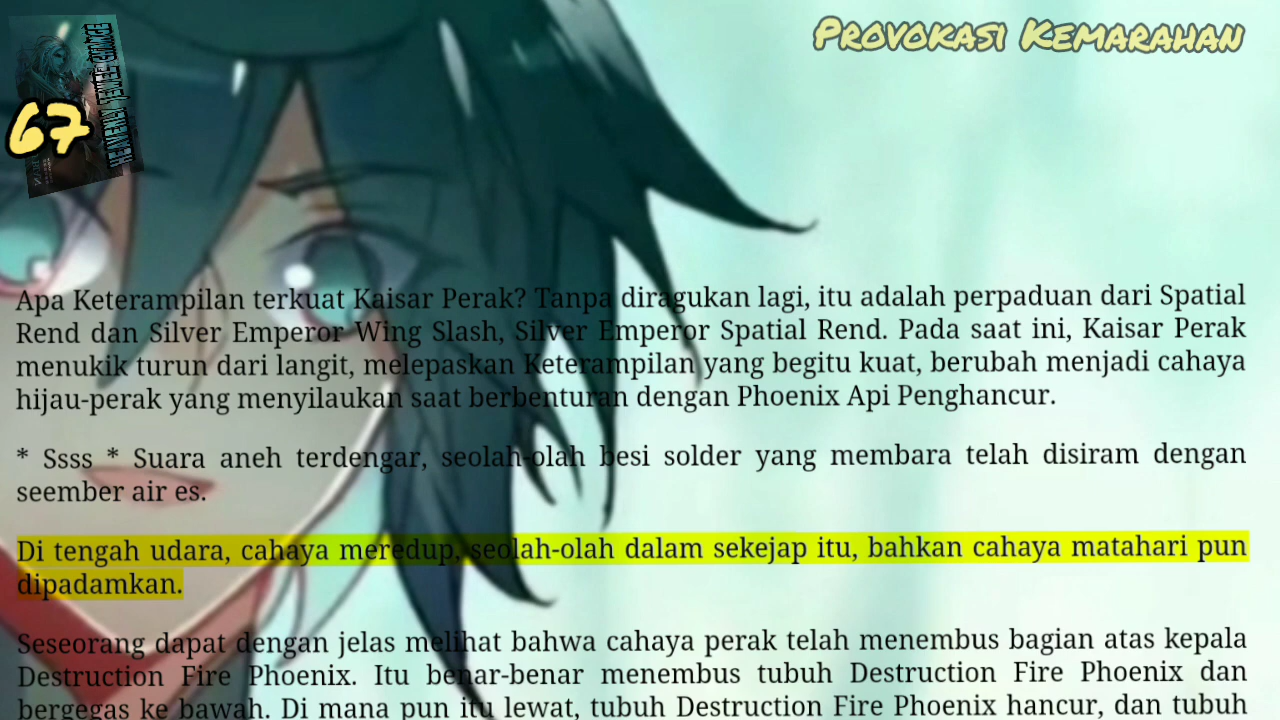 Provokasi Kemarahan
HEAVENLY JEWEL CHANGE
67
Apa Keterampilan terkuat Kaisar Perak? Tanpa diragukan lagi, itu adalah perpaduan dari Spatial
Rend dan Silver Emperor Wing Slash, Silver Emperor Spatial Rend. Pada saat ini, Kaisar Perak
menukik turun dari langit, melepaskan Keterampilan yang begitu kuat, berubah menjadi cahaya
hijau-perak yang menyilaukan saat berbenturan dengan Phoenix Api Penghancur.
* Ssss * Suara aneh terdengar, seolah-olah besi solder yang membara telah disiram dengan
seember air es.
Di tengah udara, cahaya meredup, seolah-olah dalam sekejap itu, bahkan cahaya matahari pun
dipadamkan.
Seseorang dapat dengan jelas melihat bahwa cahaya perak telah menembus bagian atas kepala
Destruction Fire Phoenix. Itu benar-benar menembus tubuh Destruction Fire Phoenix dan
bergegas ke bawah. Di mana pun itu lewat, tubuh Destruction Fire Phoenix hancur, dan tubuh